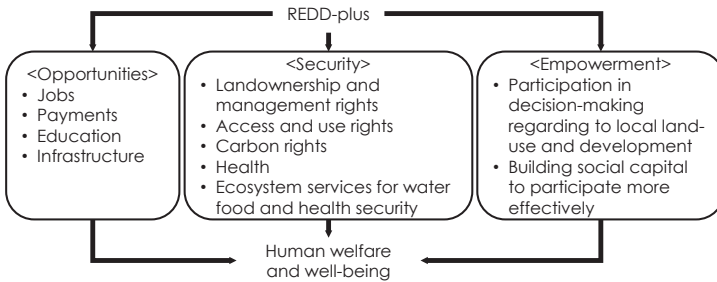 REDD-plus
<Opportunities>
• Jobs
• Payments
• Education
• Infrastructure
<Security>
• Landownership and
management rights
• Access and use rights
• Carbon rights
• Health
• Ecosystem services for water
food and health security
<Empowerment>
• Participation in
decision-making
regarding to local land-
use and development
• Building social capital
to participate more
effectively
Human welfare
and well-being